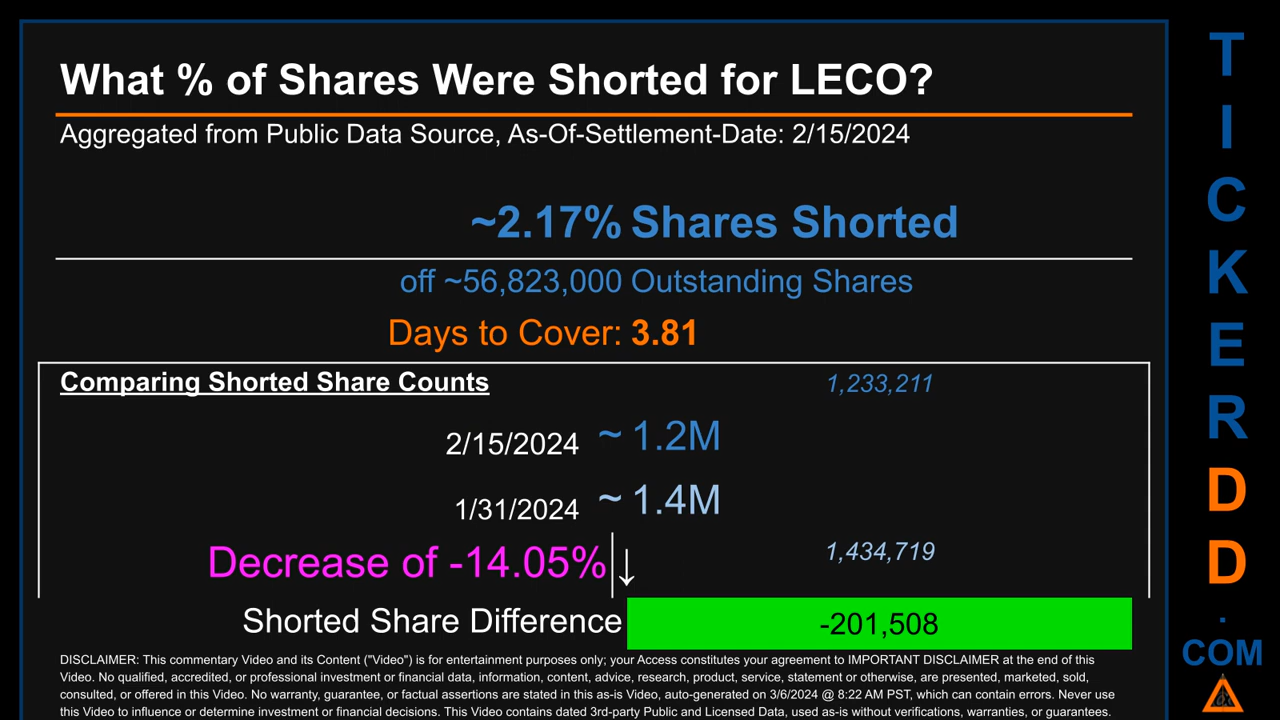 What % of Shares Were Shorted for LECO?
Aggregated from Public Data Source, As-Of-Settlement-Date: 2/15/2024
~2.17% Shares Shorted
off ~56,823,000 Outstanding Shares
Days to Cover: 3.81
Comparing Shorted Share Counts
1,233,211
2/15/2024 ~ 1.2M
1/31/2024 ~ 1.4M
Decrease of -14.05% ↓
1,434,719
Shorted Share Difference -201,508
DISCLAIMER: This commentary Video and its Content ("Video") is for entertainment purposes only; your Access constitutes your agreement to IMPORTANT DISCLAIMER at the end of this
Video. No qualified, accredited, or professional investment or financial data, information, content, advice, research, product, service, statement or otherwise, are presented, marketed, sold,
consulted, or offered in this Video. No warranty, guarantee, or factual assertions are stated in this as-is Video, auto-generated on 3/6/2024 @ 8:22 AM PST, which can contain errors. Never use
this Video to influence or determine investment or financial decisions. This Video contains dated 3rd-party Public and Licensed Data, used as-is without verifications, warranties, or guarantees.
T
I
C
K
E
R
D
D
.
COM